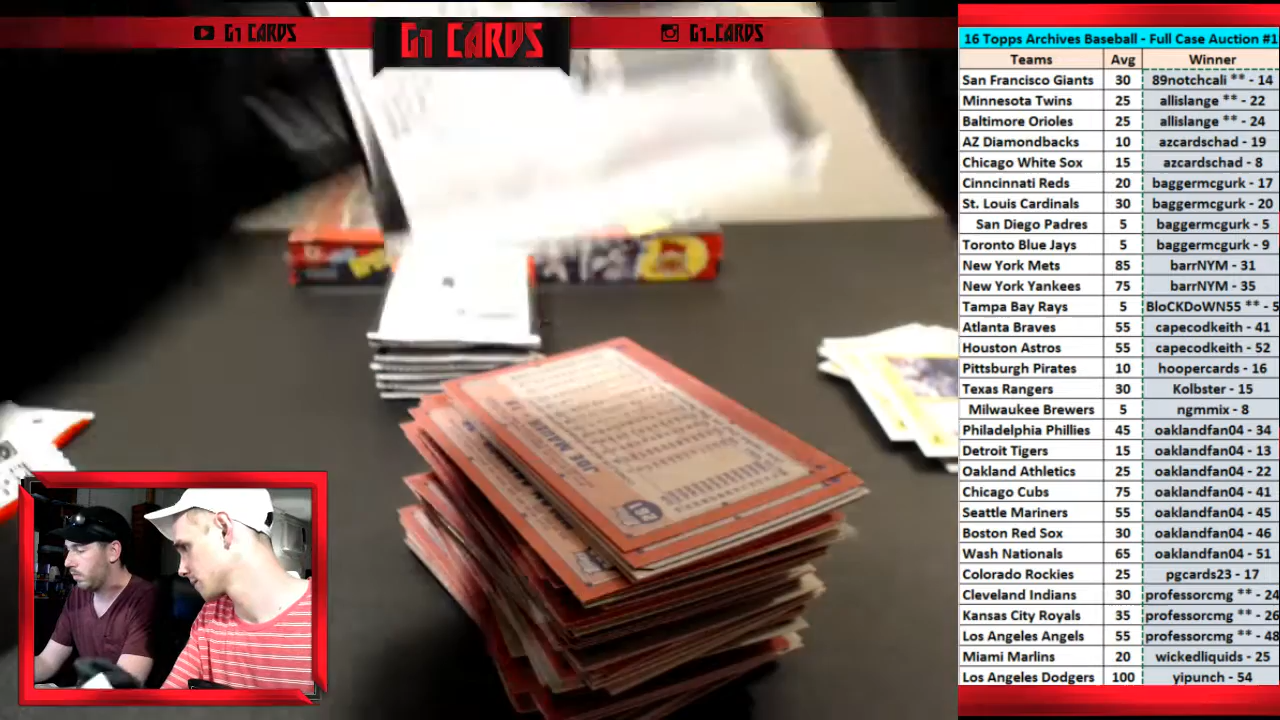 G1 CARDS
G1 CARDS
G1_CARDS
16 Topps Archives Baseball - Full Case Auction #1
Teams Avg Winner
San Francisco Giants 30 89notchcali ** - 14
Minnesota Twins 25 allislange ** - 22
Baltimore Orioles 25 allislange ** - 24
AZ Diamondbacks 10 azcardschad - 19
Chicago White Sox 15 azcardschad - 8
Cinncinnati Reds 20 baggermcgurk - 17
St. Louis Cardinals 30 baggermcgurk - 20
San Diego Padres 5 baggermcgurk - 5
Toronto Blue Jays 5 baggermcgurk - 9
New York Mets 85 barrNYM - 31
New York Yankees 75 barrNYM - 35
Tampa Bay Rays 5 BloCKDoWN55 ** - 5
Atlanta Braves 55 capecodkeith - 41
Houston Astros 55 capecodkeith - 52
Pittsburgh Pirates 10 hoopercards - 16
Texas Rangers 30 Kolbster - 15
Milwaukee Brewers 5 ngmmix - 8
Philadelphia Phillies 45 oaklandfan04 - 34
Detroit Tigers 15 oaklandfan04 - 13
Oakland Athletics 25 oaklandfan04 - 22
Chicago Cubs 75 oaklandfan04 - 41
Seattle Mariners 55 oaklandfan04 - 45
Boston Red Sox 30 oaklandfan04 - 46
Wash Nationals 65 oaklandfan04 - 51
Colorado Rockies 25 pgcards23 - 17
Cleveland Indians 30 professorcmg ** - 24
Kansas City Royals 35 professorcmg ** - 26
Los Angeles Angels 55 professorcmg ** - 48
Miami Marlins 20 wickedliquids - 25
Los Angeles Dodgers 100 yipunch - 54
JOE MAUER